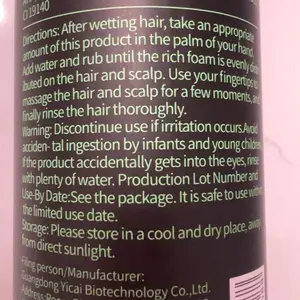 CI 19140
Directions: After wetting hair, take an appropriate
amount of this product in the palm of your hand.
Add water and rub until the rich foam is evenly distri-
ibuted on the hair and scalp. Use your fingertips to
massage the hair and scalp for a few moments, and
finally rinse the hair thoroughly.
Warning: Discontinue use if irritation occurs.Avoid
acciden- tal ingestion by infants and young children
If the product accidentally gets into the eyes, rinse
with plenty of water. Production Lot Number and
Use-By Date:See the package. It is safe to use within
the limited use date.
Storage: Please store in a cool and dry place, away
from direct sunlight.
Filing person/Manufacturer:
Guangdong Yicai Biotechnology Co., Ltd.
Address: